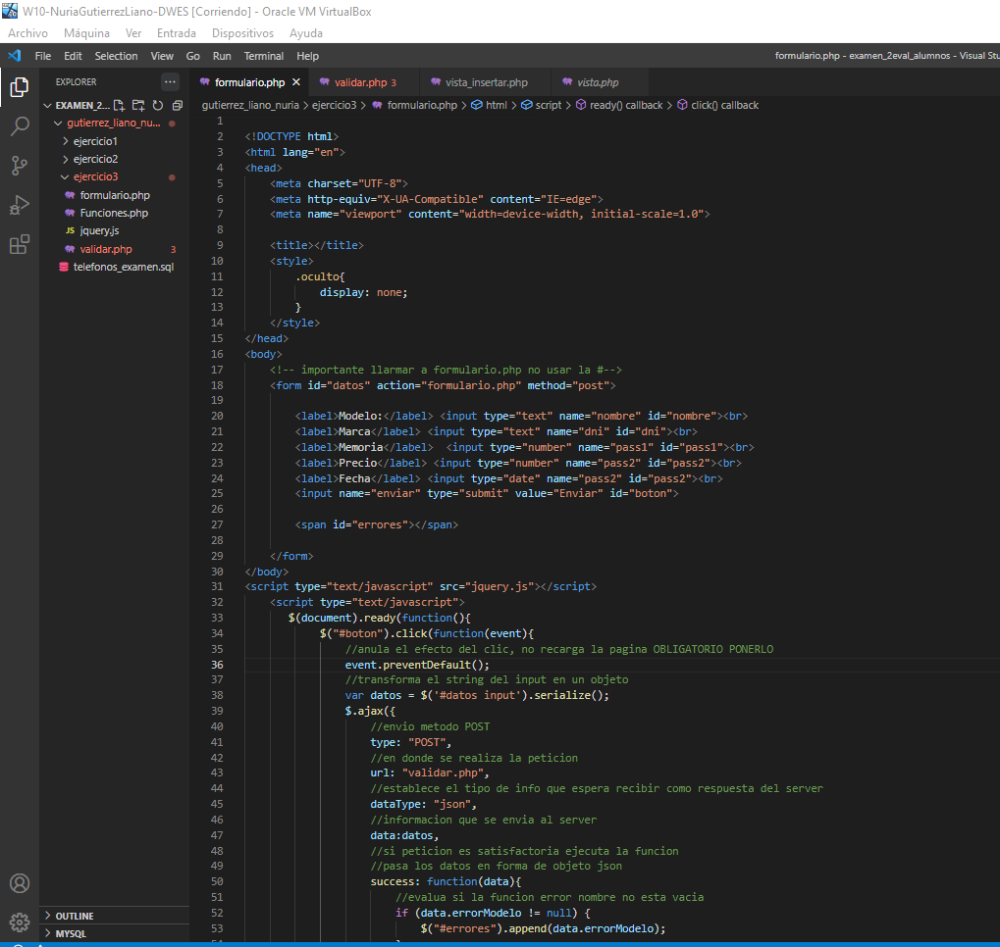 W10-NuriaGutierrezLiano-DWES [Corriendo] - Oracle VM VirtualBox
Archivo Máquina Ver Entrada Dispositivos Ayuda
File Edit Selection View Go Run Terminal Help formulario.php - examen_2eval_alumnos - Visual Stu
EXPLORER ...
formulario.php validar.php 3 vista_insertar.php vista.php
EXAMEN_2...
gutierrez_liano_nuria > ejercicio3 > formulario.php > html > script > ready() callback > click() callback
gutierrez_liano_nu...
ejercicio1
ejercicio2
ejercicio3
formulario.php
Funciones.php
JS jquery.js
validar.php 3
telefonos_examen.sql
OUTLINE
MYSQL
1
2 <!DOCTYPE html>
3 <html lang="en">
4 <head>
5 <meta charset="UTF-8">
6 <meta http-equiv="X-UA-Compatible" content="IE=edge">
7 <meta name="viewport" content="width=device-width, initial-scale=1.0">
8
9 <title></title>
10 <style>
11 .oculto{
12 display: none;
13 }
14 </style>
15 </head>
16 <body>
17 <!-- importante llarmar a formulario.php no usar la #-->
18 <form id="datos" action="formulario.php" method="post">
19
20 <label>Modelo:</label> <input type="text" name="nombre" id="nombre"><br>
21 <label>Marca</label> <input type="text" name="dni" id="dni"><br>
22 <label>Memoria</label>  <input type="number" name="pass1" id="pass1"><br>
23 <label>Precio</label> <input type="number" name="pass2" id="pass2"><br>
24 <label>Fecha</label> <input type="date" name="pass2" id="pass2"><br>
25 <input name="enviar" type="submit" value="Enviar" id="boton">
26
27 <span id="errores"></span>
28
29 </form>
30 </body>
31 <script type="text/javascript" src="jquery.js"></script>
32 <script type="text/javascript">
33 $(document).ready(function(){
34 $("#boton").click(function(event){
35 //anula el efecto del clic, no recarga la pagina OBLIGATORIO PONERLO
36 event.preventDefault();
37 //transforma el string del input en un objeto
38 var datos = $('#datos input').serialize();
39 $.ajax({
40 //envio metodo POST
41 type: "POST",
42 //en donde se realiza la peticion
43 url: "validar.php",
44 //establece el tipo de info que espera recibir como respuesta del server
45 dataType: "json",
46 //informacion que se envia al server
47 data:datos,
48 //si peticion es satisfactoria ejecuta la funcion
49 //pasa los datos en forma de objeto json
50 success: function(data){
51 //evalua si la funcion error nombre no esta vacia
52 if (data.errorModelo != null) {
53 $("#errores").append(data.errorModelo);